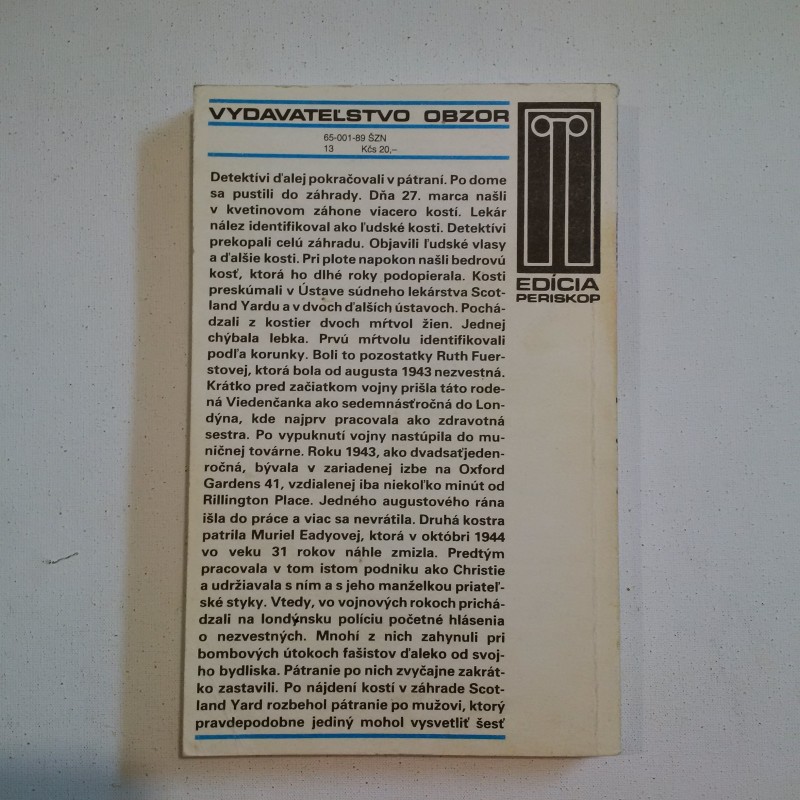 VYDAVATEĽSTVO OBZOR
65-001-89 ŠZN
13 Kčs 20,–
Detektívi ďalej pokračovali v pátraní. Po dome
sa pustili do záhrady. Dňa 27. marca našli
v kvetinovom záhone viacero kostí. Lekár
nález identifikoval ako ľudské kosti. Detektívi
prekopali celú záhradu. Objavili ľudské vlasy
a ďalšie kosti. Pri plote napokon našli bedrovú
kosť, ktorá ho dlhé roky podopierala. Kosti
preskúmali v Ústave súdneho lekárstva Scot-
land Yardu a v dvoch ďalších ústavoch. Pochá-
dzali z kostier dvoch mŕtvol žien. Jednej
chýbala lebka. Prvú mŕtvolu identifikovali
podľa korunky. Boli to pozostatky Ruth Fuer-
stovej, ktorá bola od augusta 1943 nezvestná.
Krátko pred začiatkom vojny prišla táto rode-
ná Viedenčanka ako sedemnásťročná do Lon-
dýna, kde najprv pracovala ako zdravotná
sestra. Po vypuknutí vojny nastúpila do mu-
ničnej továrne. Roku 1943, ako dvadsaťjeden-
ročná, bývala v zariadenej izbe na Oxford
Gardens 41, vzdialenej iba niekoľko minút od
Rillington Place. Jedného augustového rána
išla do práce a viac sa nevrátila. Druhá kostra
patrila Muriel Eadyovej, ktorá v októbri 1944
vo veku 31 rokov náhle zmizla. Predtým
pracovala v tom istom podniku ako Christie
a udržiavala s ním a s jeho manželkou priateľ-
ské styky. Vtedy, vo vojnových rokoch prichá-
dzali na londýnsku políciu početné hlásenia
o nezvestných. Mnohí z nich zahynuli pri
bombových útokoch fašistov ďaleko od svoj-
ho bydliska. Pátranie po nich zvyčajne zakrát-
ko zastavili. Po nájdení kostí v záhrade Scot-
land Yard rozbehol pátranie po mužovi, ktorý
pravdepodobne jediný mohol vysvetliť šesť
EDÍCIA
PERISKOP